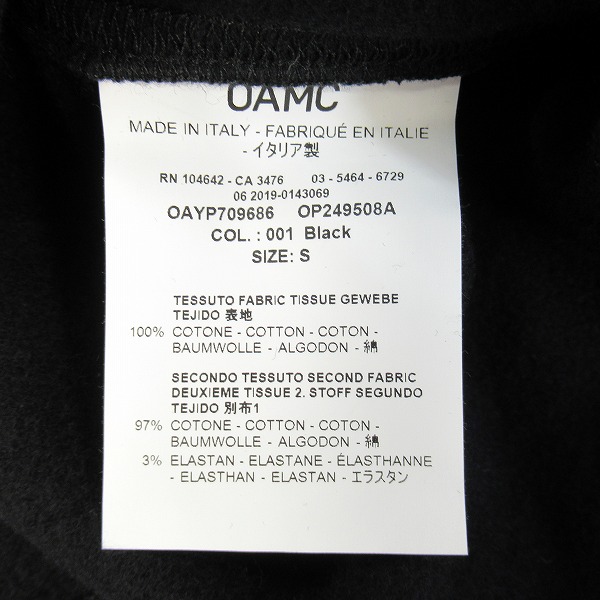 OAMC
MADE IN ITALY - FABRIQUÉ EN ITALIE
- イタリア製
RN 104642 - CA 3476 03 - 5464 - 6729
06 2019-0143069
OAYP709686 OP249508A
COL. : 001 Black
SIZE: S
TESSUTO FABRIC TISSUE GEWEBE
TEJIDO 表地
100% COTONE - COTTON - COTON -
BAUMWOLLE - ALGODON - 綿
SECONDO TESSUTO SECOND FABRIC
DEUXIEME TISSUE 2. STOFF SEGUNDO
TEJIDO 別布1
97% COTONE - COTTON - COTON -
BAUMWOLLE - ALGODON - 綿
3% ELASTAN - ELASTANE - ÉLASTHANNE
- ELASTHAN - ELASTAN - エラスタン